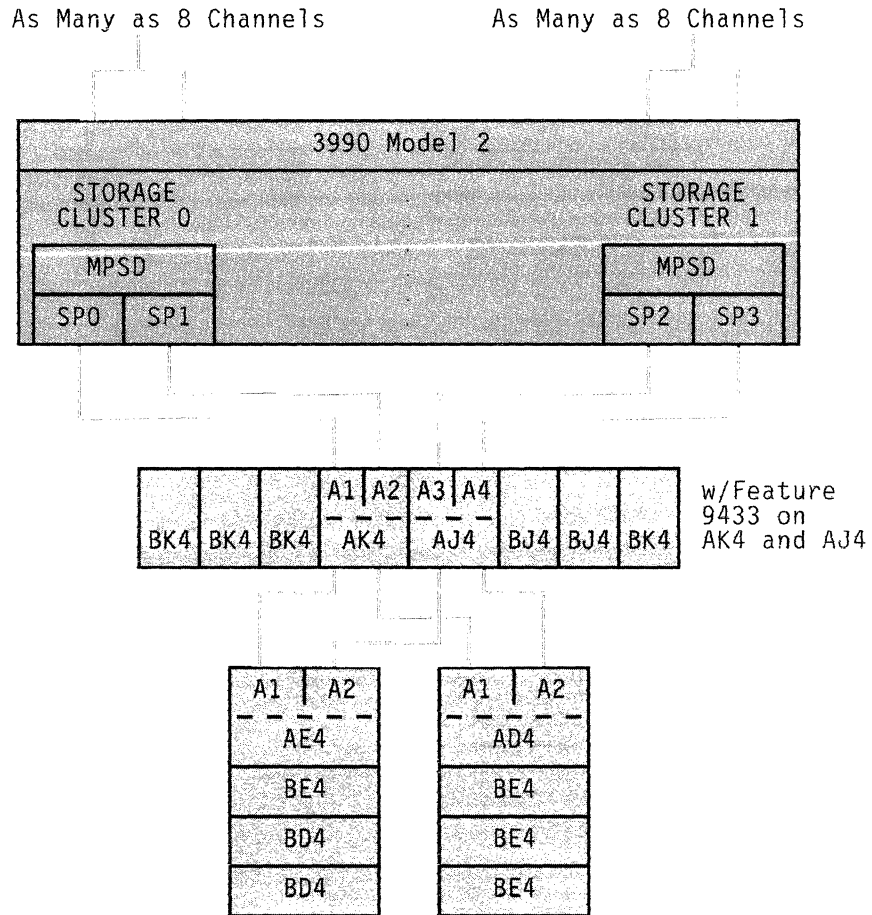 As Many as 8 Channels As Many as 8 Channels
3990 Model 2
STORAGE CLUSTER 0
STORAGE CLUSTER 1
MPSD MPSD
SP0 SP1 SP2 SP3
A1 A2 A3 A4
BK4 BK4 BK4 AK4 AJ4 BJ4 BJ4 BK4
w/Feature
9433 on
AK4 and AJ4
A1 A2
AE4
BE4
BD4
BD4
A1 A2
AD4
BE4
BE4
BE4